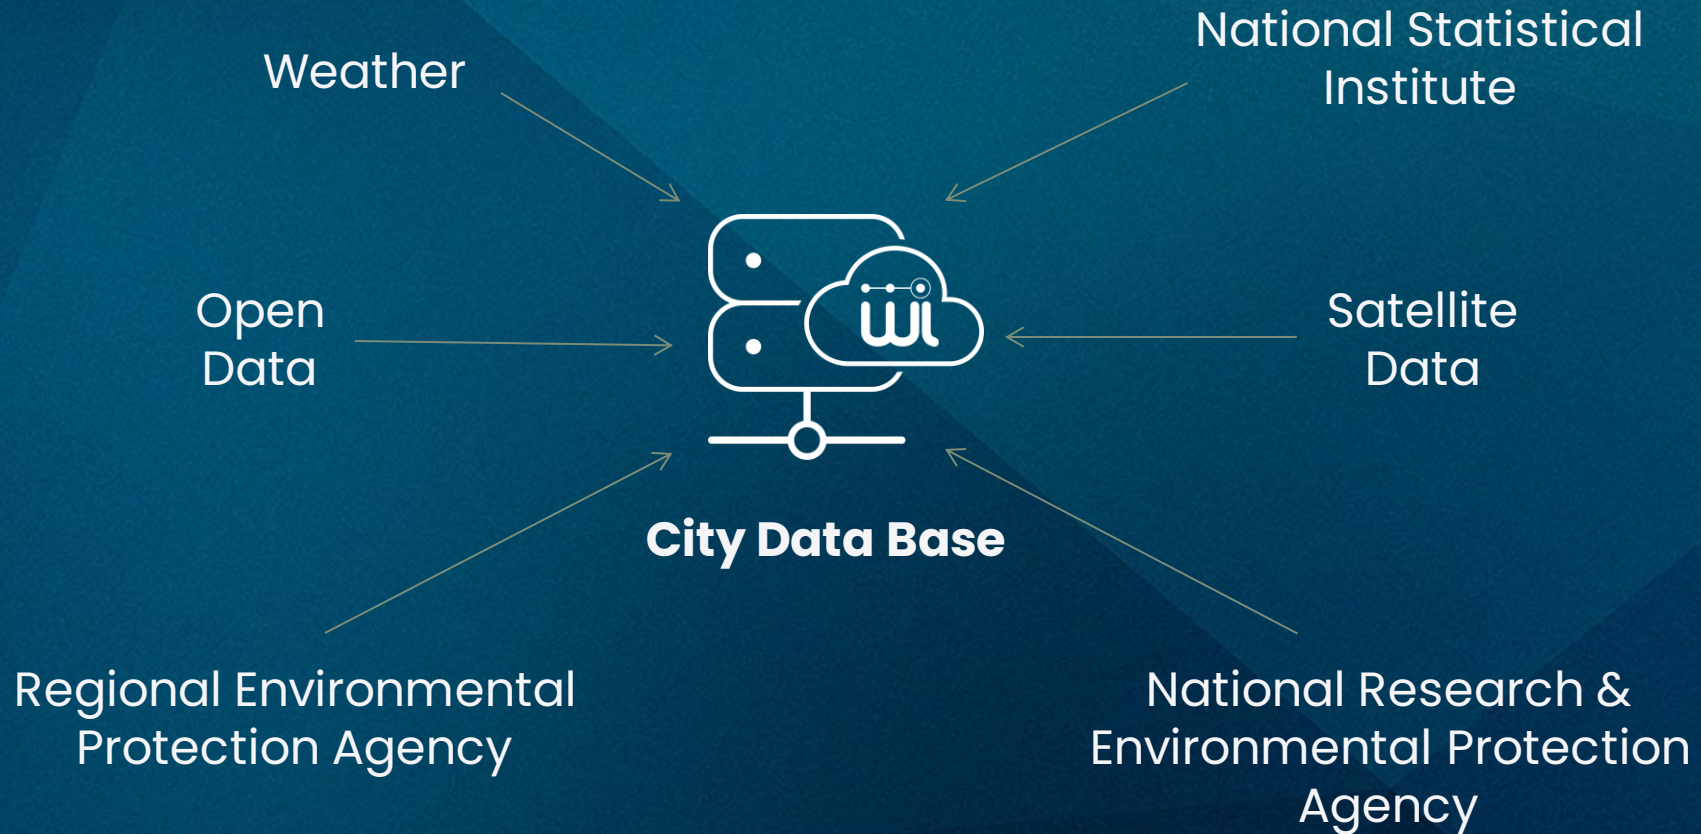 Weather
National Statistical
Institute
Open
Data
Satellite
Data
City Data Base
Regional Environmental
Protection Agency
National Research &
Environmental Protection
Agency